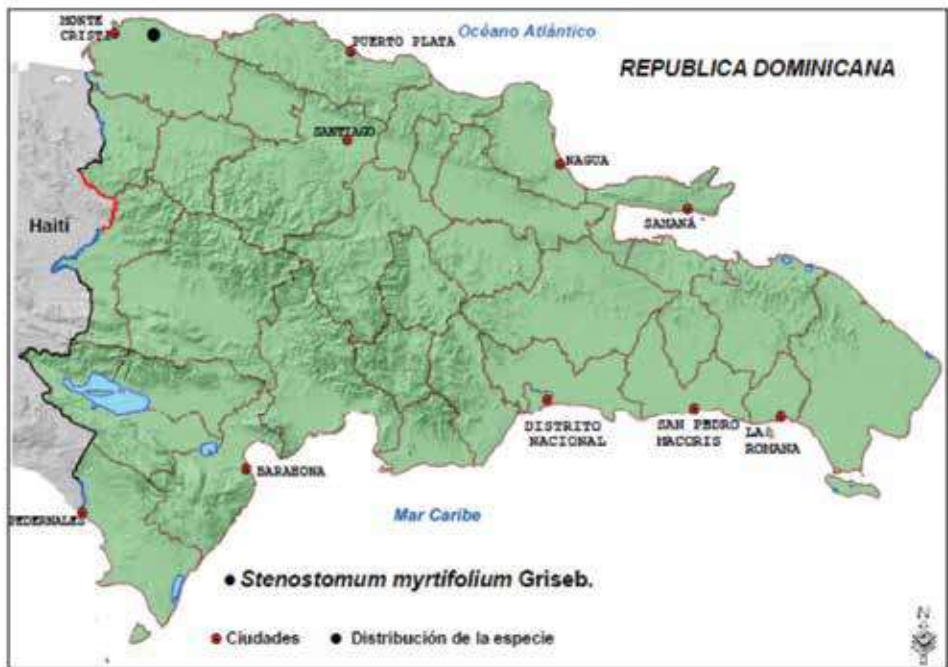 MONTE
CRISTI
PUERTO PLATA
Océano Atlántico
REPUBLICA DOMINICANA
SANTIAGO
NAGUA
SAMANÁ
Haití
DISTRITO
NACIONAL
SAN PEDRO
MACORIS
LA
ROMANA
BARAHONA
PEDERNALES
Mar Caribe
• Stenostomum myrtifolium Griseb.
Ciudades
Distribución de la especie
N